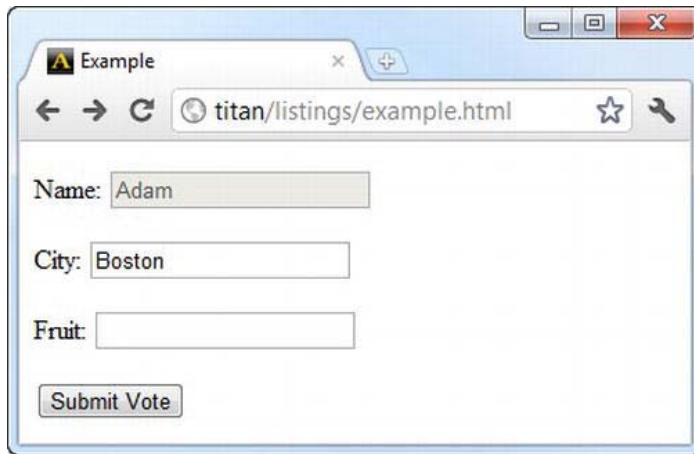 Example
titan/listings/example.html
Name: Adam
City: Boston
Fruit:
Submit Vote